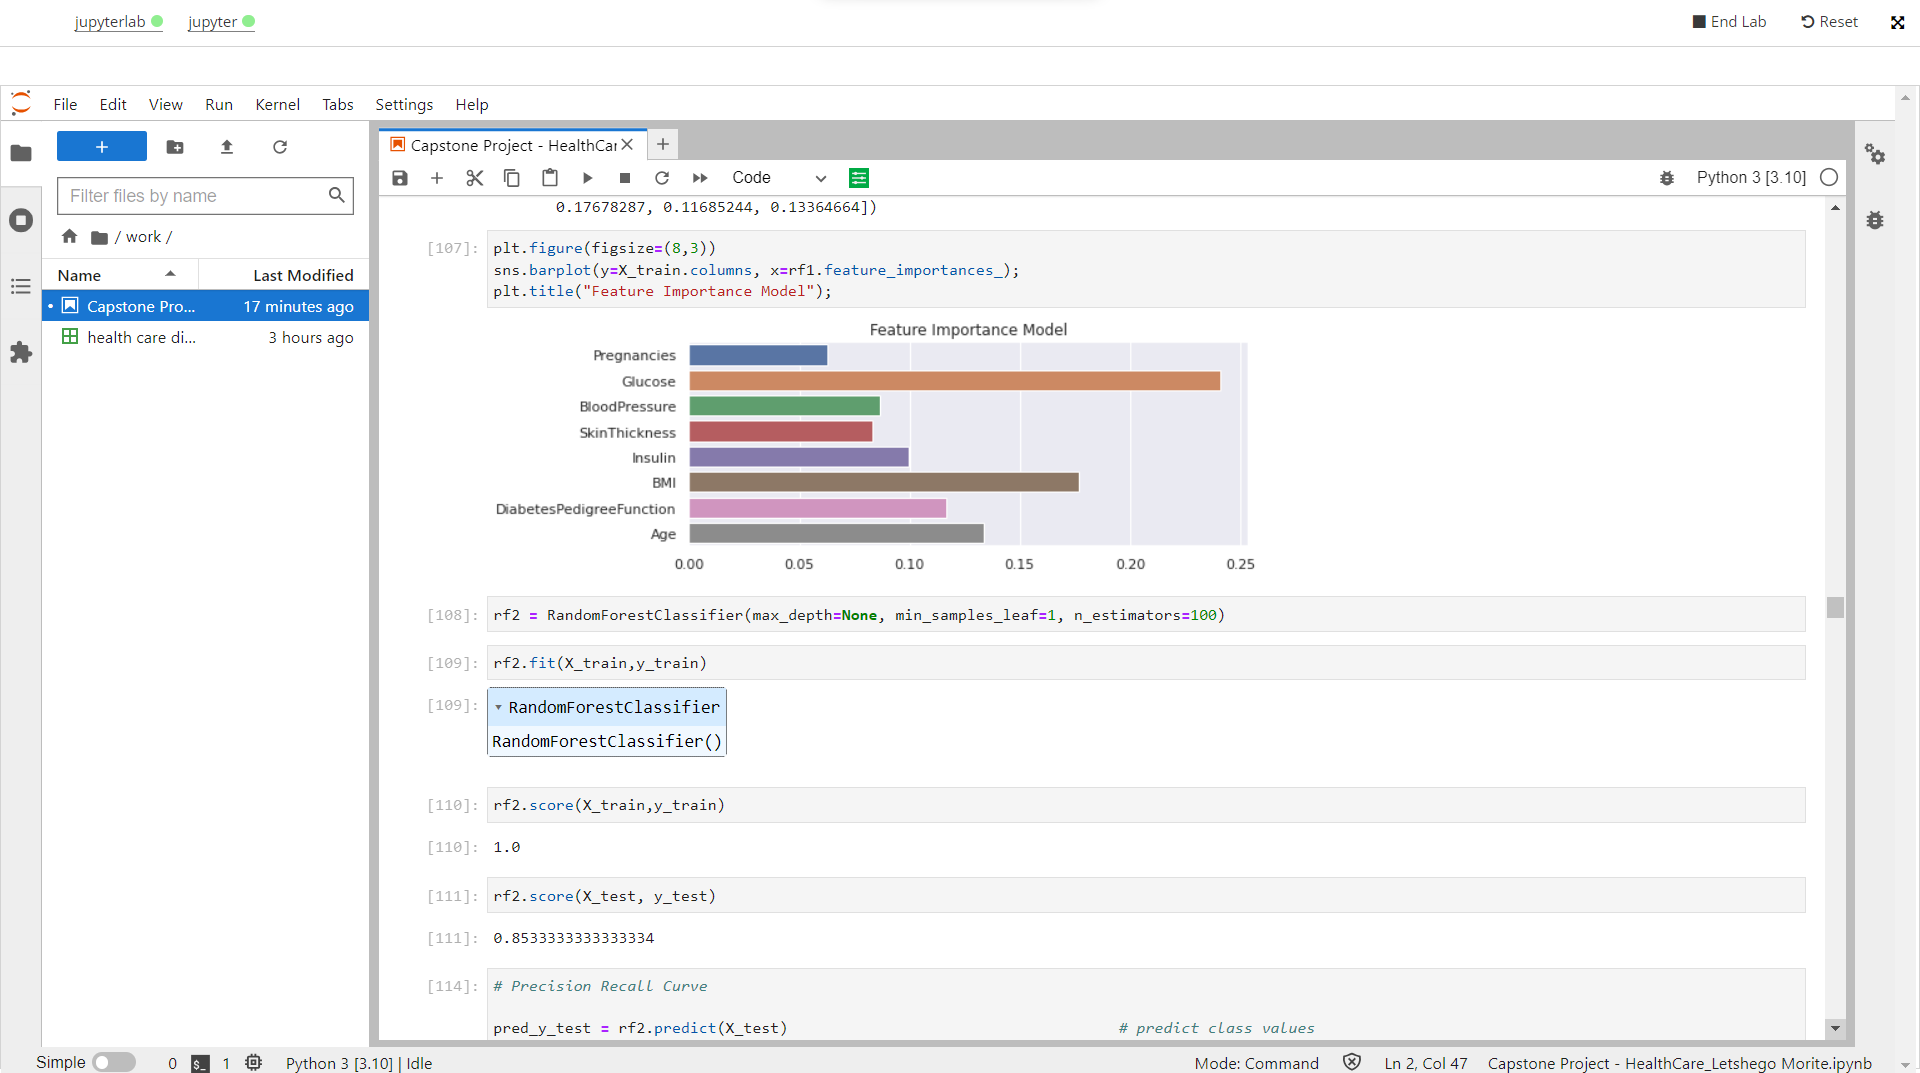 jupyterlab jupyter End Lab Reset
File Edit View Run Kernel Tabs Settings Help
Capstone Project - HealthCar
Filter files by name
Code
Python 3 [3.10]
/ work /
Name Last Modified
Capstone Pro... 17 minutes ago
health care di... 3 hours ago
0.17678287, 0.11685244, 0.13364664])
[107]: plt.figure(figsize=(8,3))
sns.barplot(y=X_train.columns, x=rf1.feature_importances_);
plt.title("Feature Importance Model");
Feature Importance Model
Pregnancies
Glucose
BloodPressure
SkinThickness
Insulin
BMI
DiabetesPedigreeFunction
Age
0.00 0.05 0.10 0.15 0.20 0.25
[108]: rf2 = RandomForestClassifier(max_depth=None, min_samples_leaf=1, n_estimators=100)
[109]: rf2.fit(X_train,y_train)
[109]: RandomForestClassifier
RandomForestClassifier()
[110]: rf2.score(X_train,y_train)
[110]: 1.0
[111]: rf2.score(X_test, y_test)
[111]: 0.8533333333333334
[114]: # Precision Recall Curve
pred_y_test = rf2.predict(X_test) # predict class values
Simple 0 $_ 1 Python 3 [3.10] | Idle Mode: Command Ln 2, Col 47 Capstone Project - HealthCare_Letshego Morite.ipynb